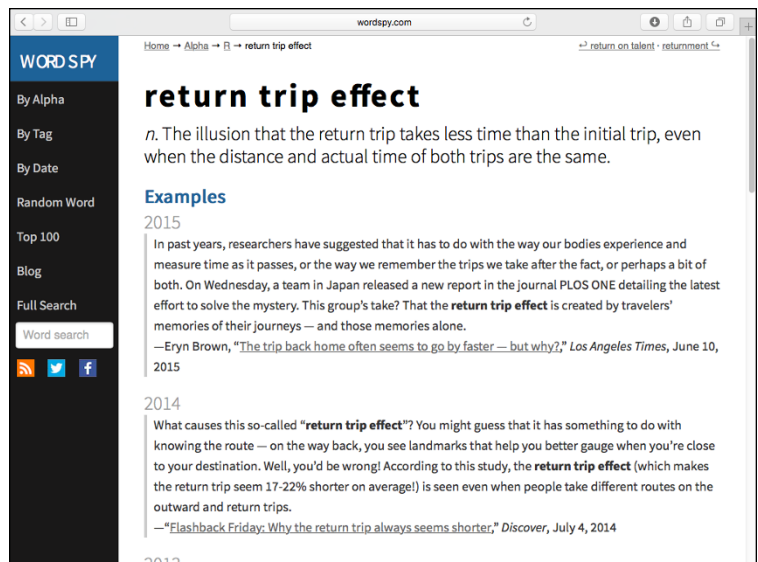 wordspy.com
Home → Alpha → R → return trip effect
↩ return on talent · returnment ↪
WORD SPY
By Alpha
By Tag
By Date
Random Word
Top 100
Blog
Full Search
Word search
return trip effect
n. The illusion that the return trip takes less time than the initial trip, even
when the distance and actual time of both trips are the same.
Examples
2015
In past years, researchers have suggested that it has to do with the way our bodies experience and
measure time as it passes, or the way we remember the trips we take after the fact, or perhaps a bit of
both. On Wednesday, a team in Japan released a new report in the journal PLOS ONE detailing the latest
effort to solve the mystery. This group's take? That the return trip effect is created by travelers'
memories of their journeys — and those memories alone.
—Eryn Brown, “The trip back home often seems to go by faster — but why?,” Los Angeles Times, June 10,
2015
2014
What causes this so-called “return trip effect”? You might guess that it has something to do with
knowing the route — on the way back, you see landmarks that help you better gauge when you're close
to your destination. Well, you'd be wrong! According to this study, the return trip effect (which makes
the return trip seem 17-22% shorter on average!) is seen even when people take different routes on the
outward and return trips.
—“Flashback Friday: Why the return trip always seems shorter,” Discover, July 4, 2014